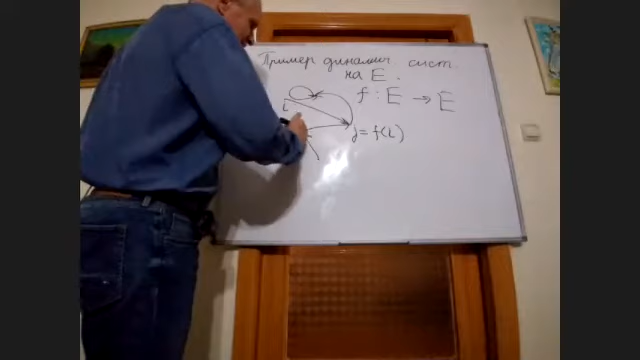 Пример динамич сист.
на E.
f : E → E
i
j = f(i)